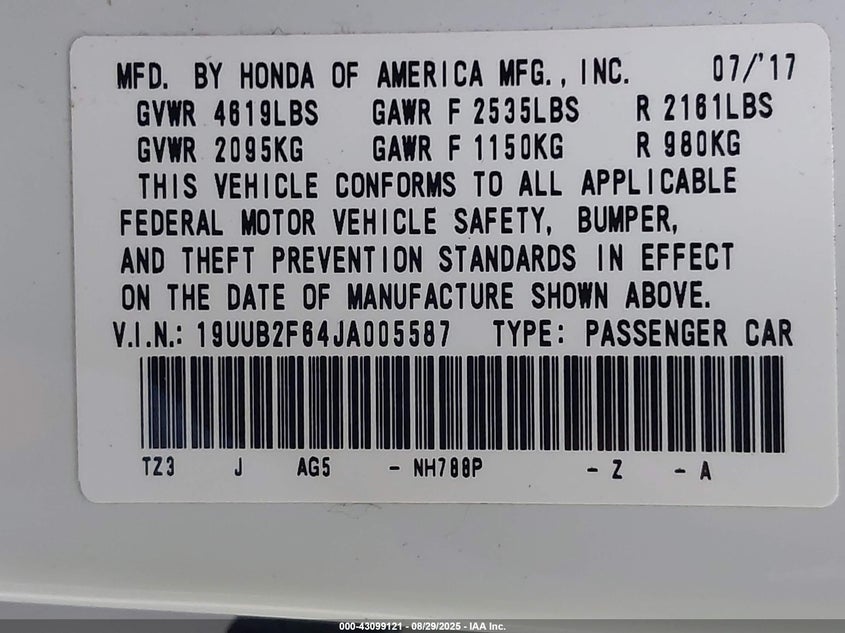 MFD. BY HONDA OF AMERICA MFG., INC. 07/'17
GVWR 4619LBS GAWR F 2535LBS R 2161LBS
GVWR 2095KG GAWR F 1150KG R 980KG
THIS VEHICLE CONFORMS TO ALL APPLICABLE
FEDERAL MOTOR VEHICLE SAFETY, BUMPER,
AND THEFT PREVENTION STANDARDS IN EFFECT
ON THE DATE OF MANUFACTURE SHOWN ABOVE.
V.I.N.: 19UUB2F64JA005587 TYPE: PASSENGER CAR
TZ3 J AG5 - NH788P - Z - A
000-43099121 - 08/29/2025 - IAA Inc.